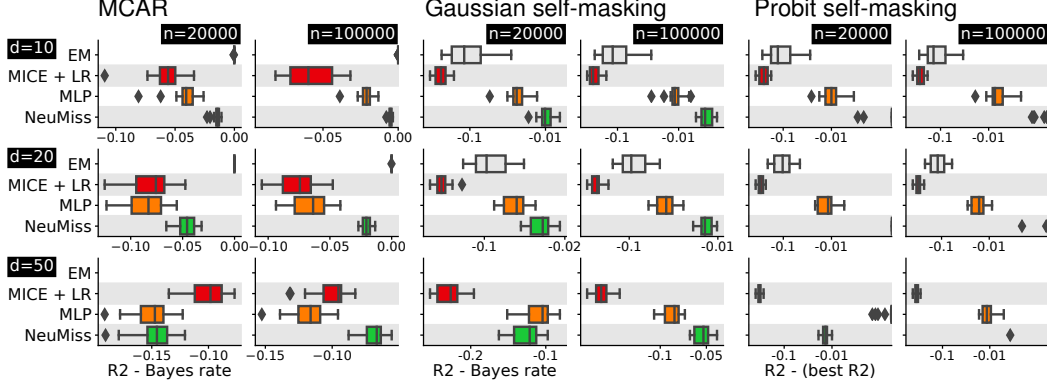 MCAR Gaussian self-masking Probit self-masking
n=20000 n=100000 n=20000 n=100000 n=20000 n=100000
d=10 EM
MICE + LR
MLP
NeuMiss
-0.10 -0.05 0.00 -0.05 0.00 -0.1 -0.01 -0.1 -0.01 -0.1 -0.01 -0.1 -0.01
d=20 EM
MICE + LR
MLP
NeuMiss
-0.10 -0.05 0.00 -0.10 -0.05 0.00 -0.1 -0.02 -0.1 -0.01 -0.1 -0.01 -0.1 -0.01
d=50 EM
MICE + LR
MLP
NeuMiss
-0.15 -0.10 -0.15 -0.10 -0.2 -0.1 -0.1 -0.05 -0.1 -0.01 -0.1 -0.01
R2 - Bayes rate R2 - Bayes rate R2 - (best R2)